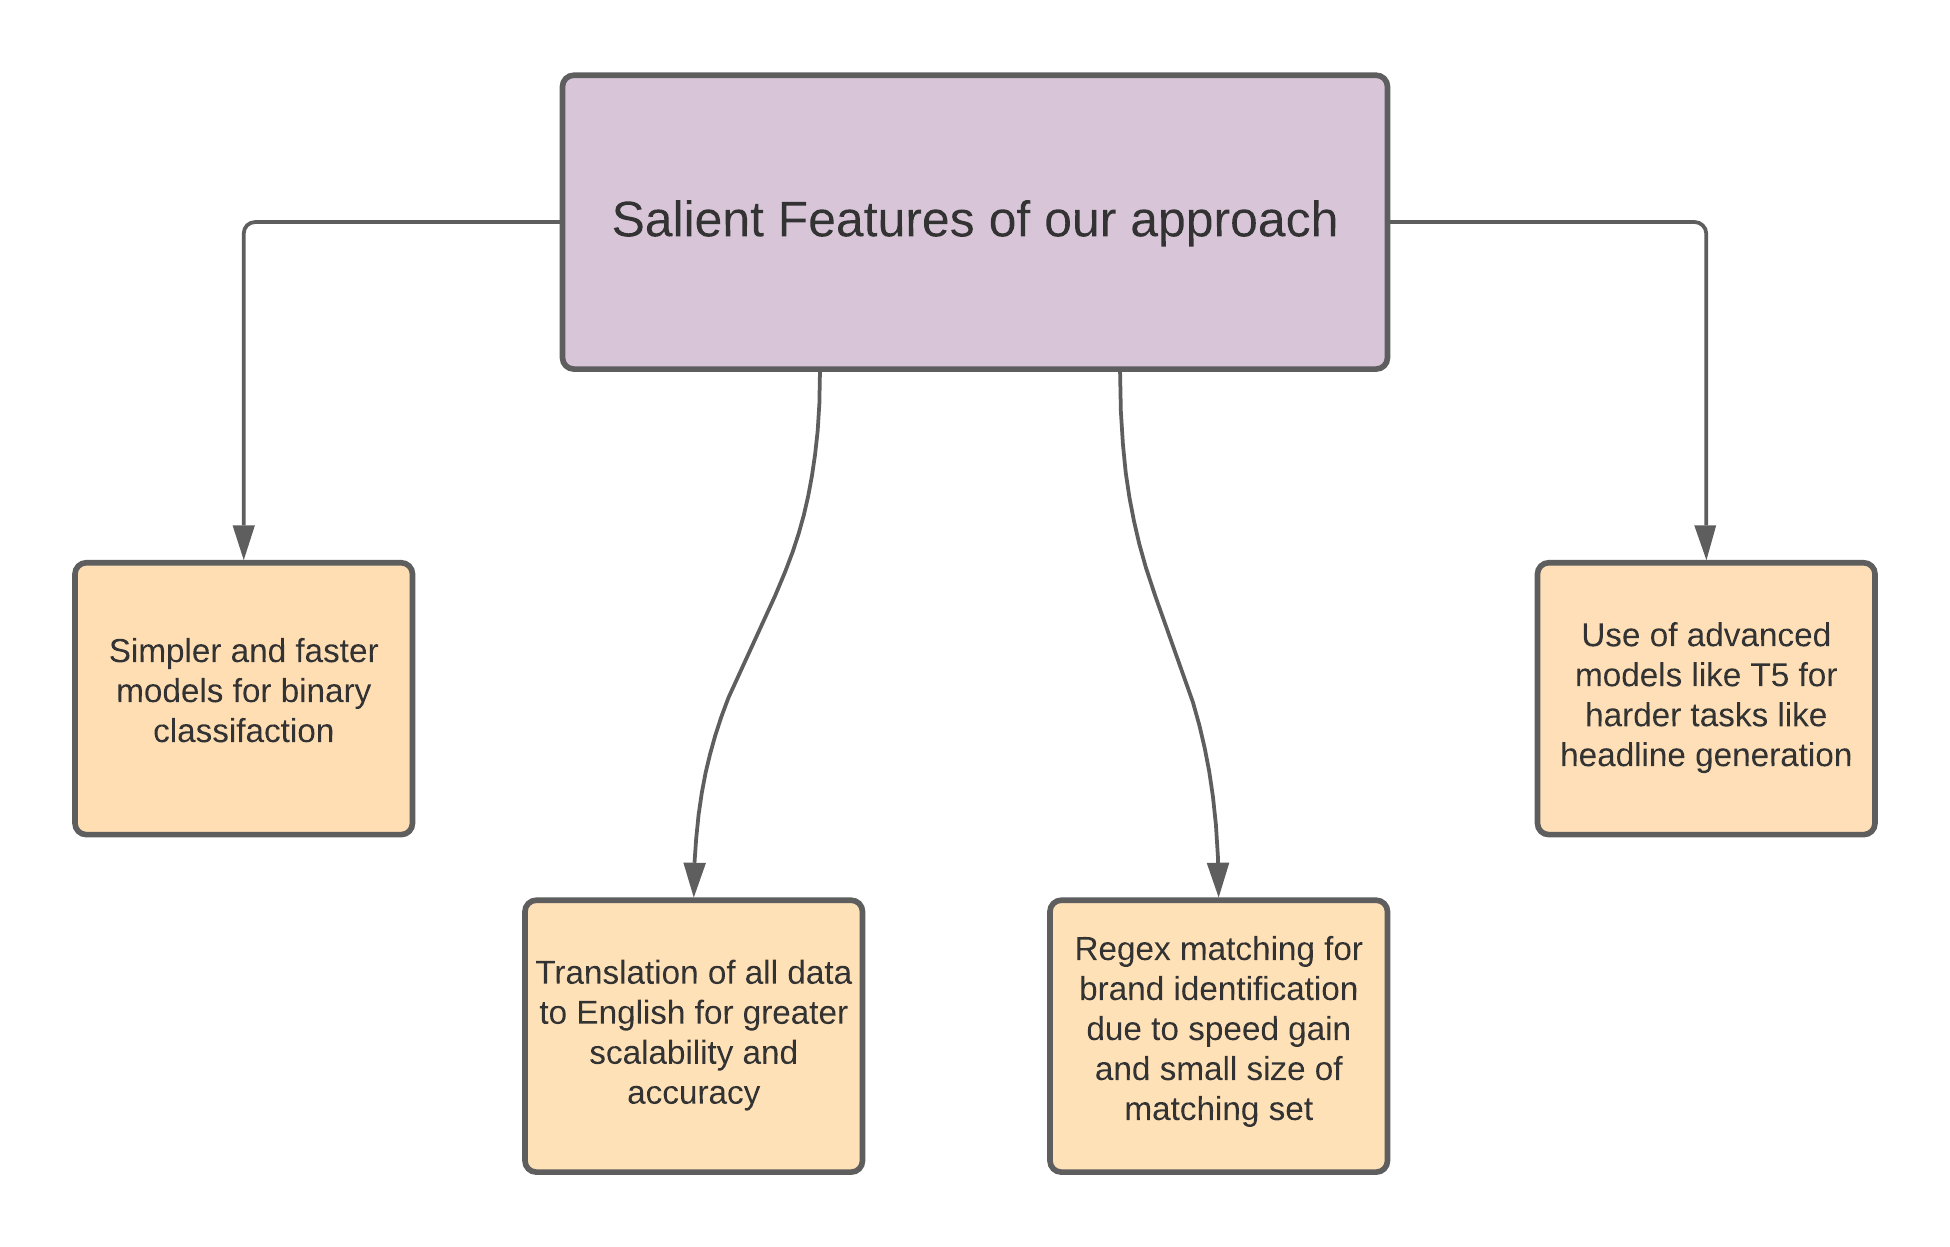 Salient Features of our approach
Simpler and faster
models for binary
classifaction
Translation of all data
to English for greater
scalability and
accuracy
Regex matching for
brand identification
due to speed gain
and small size of
matching set
Use of advanced
models like T5 for
harder tasks like
headline generation